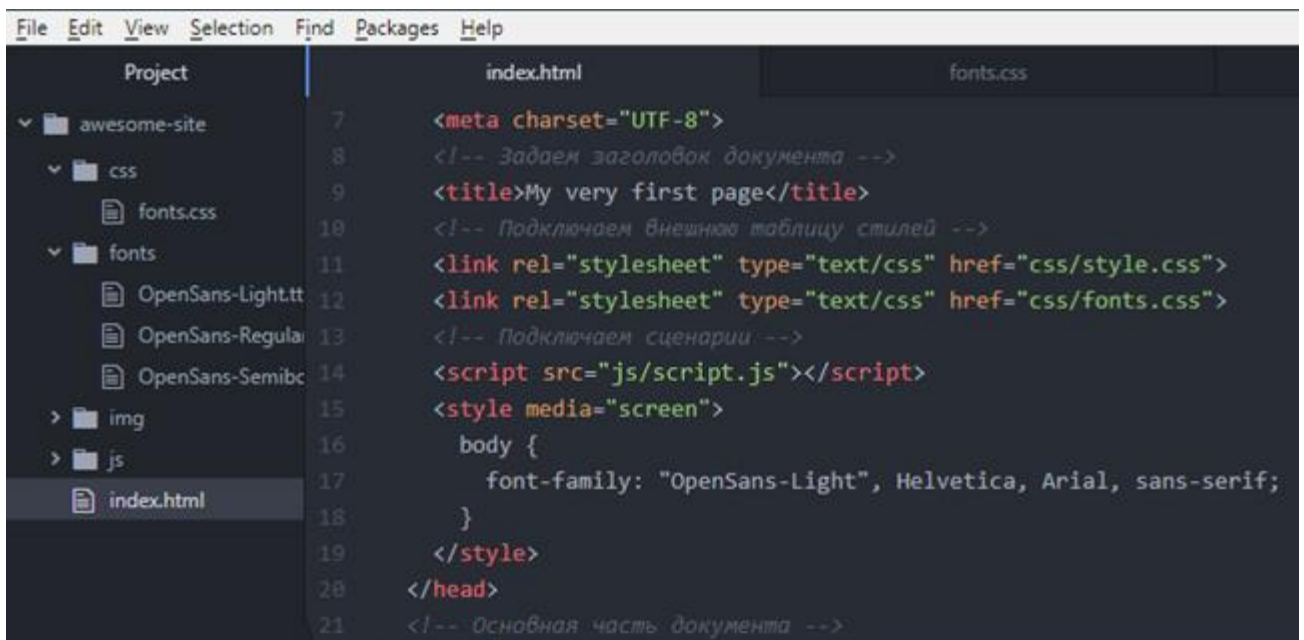 File Edit View Selection Find Packages Help
Project
index.html
fonts.css
awesome-site
css
fonts.css
fonts
OpenSans-Light.tt
OpenSans-Regula
OpenSans-Semibo
img
js
index.html
7 <meta charset="UTF-8">
8 <!-- Задаем заголовок документа -->
9 <title>My very first page</title>
10 <!-- Подключаем внешнюю таблицу стилей -->
11 <link rel="stylesheet" type="text/css" href="css/style.css">
12 <link rel="stylesheet" type="text/css" href="css/fonts.css">
13 <!-- Подключаем сценарии -->
14 <script src="js/script.js"></script>
15 <style media="screen">
16 body {
17 font-family: "OpenSans-Light", Helvetica, Arial, sans-serif;
18 }
19 </style>
20 </head>
21 <!-- Основная часть документа -->